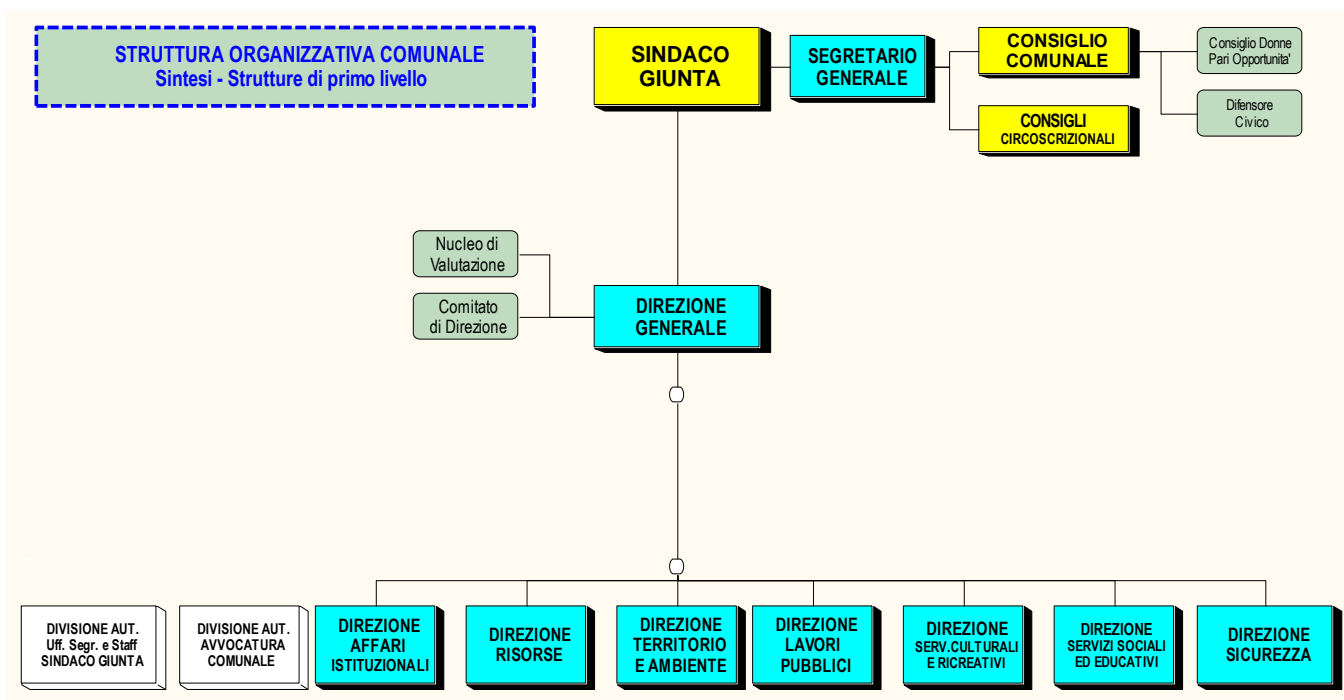 STRUTTURA ORGANIZZATIVA COMUNALE
Sintesi - Strutture di primo livello
SINDACO
GIUNTA
SEGRETARIO
GENERALE
CONSIGLIO
COMUNALE
Consiglio Donne
Pari Opportunita'
CONSIGLI
CIRCOSCRIZIONALI
Difensore
Civico
Nucleo di
Valutazione
Comitato
di Direzione
DIREZIONE
GENERALE
DIVISIONE AUT.
Uff. Segr. e Staff
SINDACO GIUNTA
DIVISIONE AUT.
AVVOCATURA
COMUNALE
DIREZIONE
AFFARI
ISTITUZIONALI
DIREZIONE
RISORSE
DIREZIONE
TERRITORIO
E AMBIENTE
DIREZIONE
LAVORI
PUBBLICI
DIREZIONE
SERV.CULTURALI
E RICREATIVI
DIREZIONE
SERVIZI SOCIALI
ED EDUCATIVI
DIREZIONE
SICUREZZA